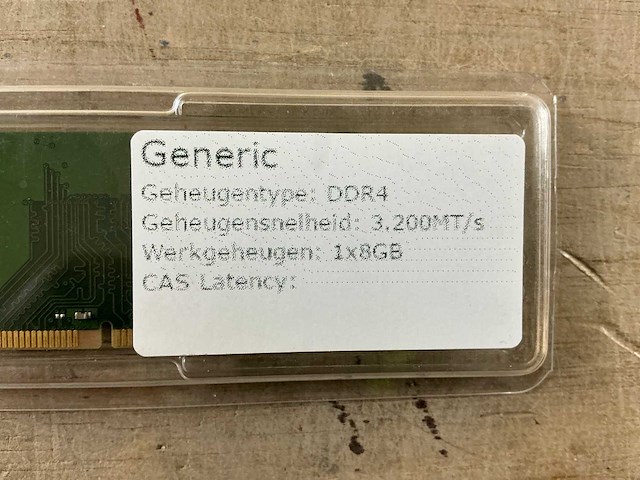 Generic
Geheugentype: DDR4
Geheugensnelheid: 3.200MT/s
Werkgeheugen: 1x8GB
CAS Latency: